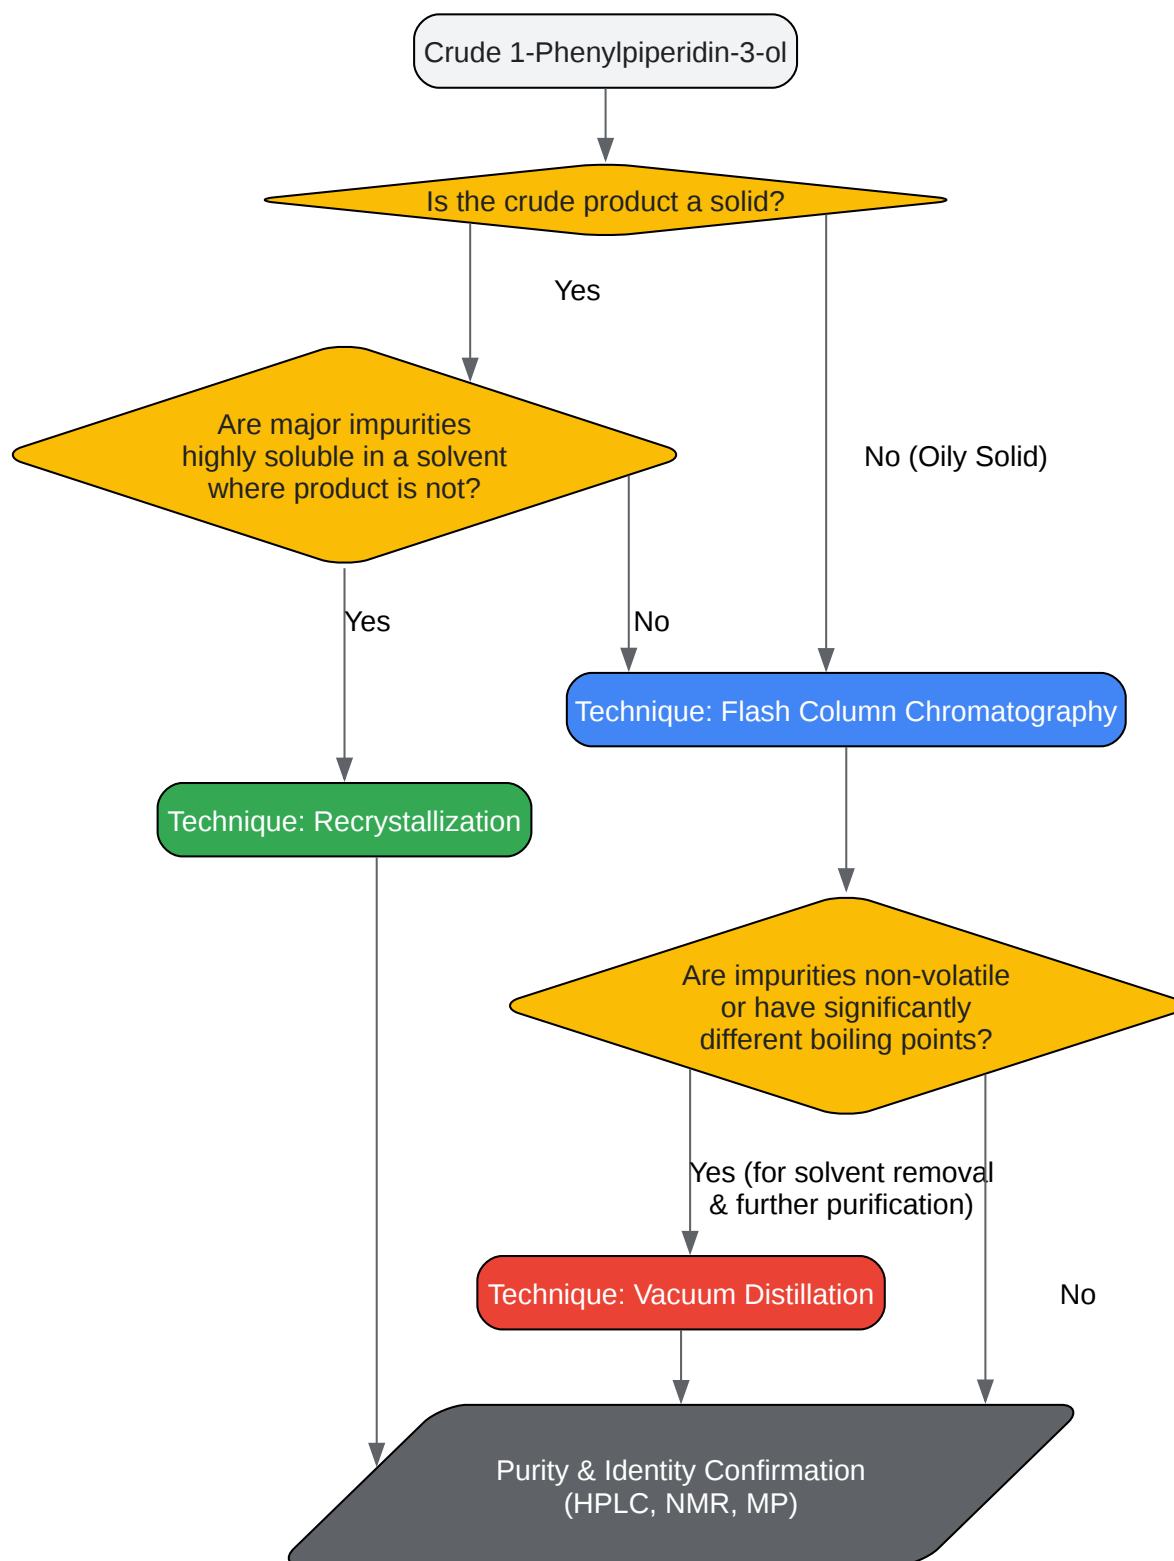 Crude 1-Phenylpiperidin-3-ol
Is the crude product a solid?
Yes
Are major impurities
highly soluble in a solvent
where product is not?
No (Oily Solid)
Yes
No
Technique: Flash Column Chromatography
Technique: Recrystallization
Are impurities non-volatile
or have significantly
different boiling points?
Yes (for solvent removal
& further purification)
Technique: Vacuum Distillation
No
Purity & Identity Confirmation
(HPLC, NMR, MP)